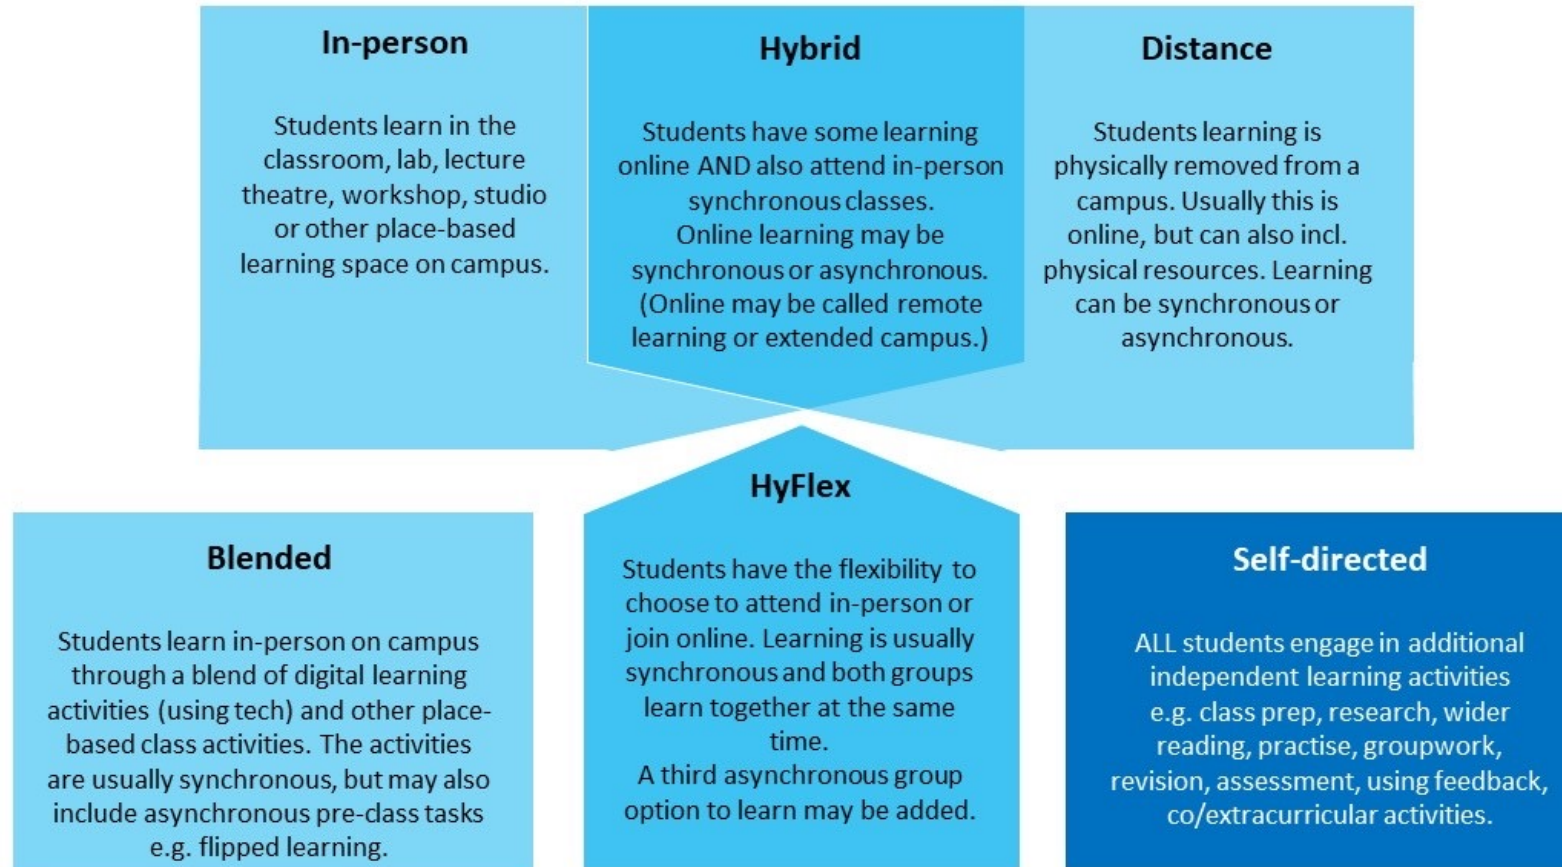 In-person
Students learn in the
classroom, lab, lecture
theatre, workshop, studio
or other place-based
learning space on campus.
Hybrid
Students have some learning
online AND also attend in-person
synchronous classes.
Online learning may be
synchronous or asynchronous.
(Online may be called remote
learning or extended campus.)
Distance
Students learning is
physically removed from a
campus. Usually this is
online, but can also incl.
physical resources. Learning
can be synchronous or
asynchronous.
Blended
Students learn in-person on campus
through a blend of digital learning
activities (using tech) and other place-
based class activities. The activities
are usually synchronous, but may also
include asynchronous pre-class tasks
e.g. flipped learning.
HyFlex
Students have the flexibility to
choose to attend in-person or
join online. Learning is usually
synchronous and both groups
learn together at the same
time.
A third asynchronous group
option to learn may be added.
Self-directed
ALL students engage in additional
independent learning activities
e.g. class prep, research, wider
reading, practise, groupwork,
revision, assessment, using feedback,
co/extracurricular activities.